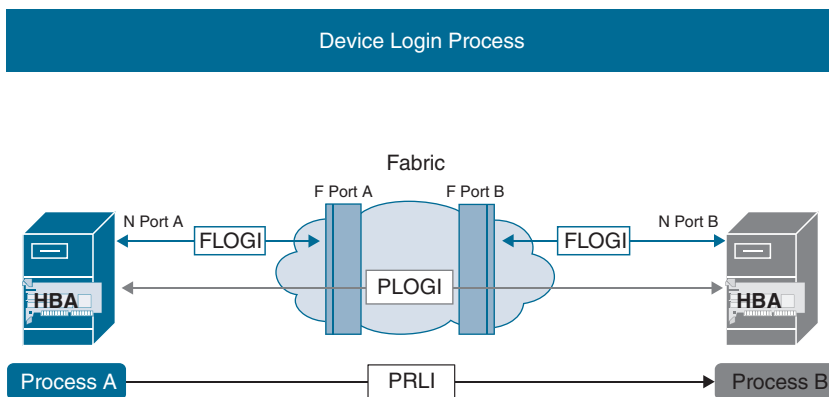 Device Login Process
Fabric
F Port A
F Port B
N Port A
N Port B
FLOGI
FLOGI
PLOGI
HBA
HBA
Process A
PRLI
Process B